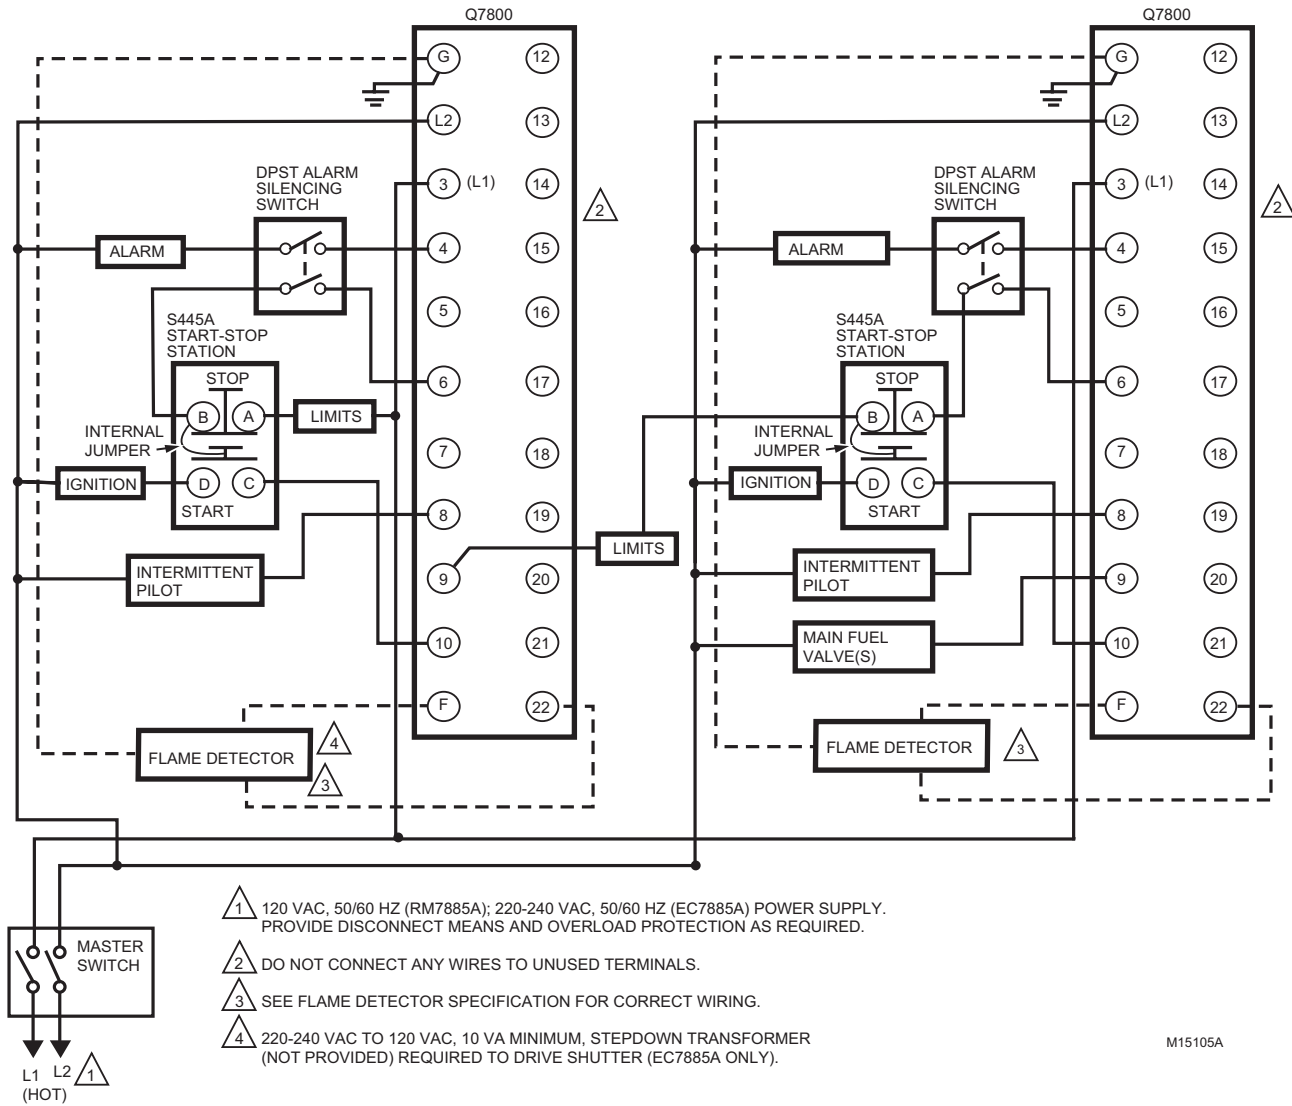 Q7800
G
12
L2
13
DPST ALARM
SILENCING
SWITCH
3
(L1)
14
2
ALARM
4
15
5
16
S445A
START-STOP
STATION
STOP
6
17
B
A
LIMITS
INTERNAL
JUMPER
7
18
IGNITION
D
C
START
8
19
INTERMITTENT
PILOT
9
20
LIMITS
10
21
F
22
FLAME DETECTOR
4
3
Q7800
G
12
L2
13
DPST ALARM
SILENCING
SWITCH
3
(L1)
14
2
ALARM
4
15
5
16
S445A
START-STOP
STATION
STOP
6
17
B
A
INTERNAL
JUMPER
7
18
IGNITION
D
C
START
8
19
INTERMITTENT
PILOT
9
20
MAIN FUEL
VALVE(S)
10
21
F
22
FLAME DETECTOR
3
MASTER
SWITCH
L1
(HOT)
L2
1
1 120 VAC, 50/60 HZ (RM7885A); 220-240 VAC, 50/60 HZ (EC7885A) POWER SUPPLY.
PROVIDE DISCONNECT MEANS AND OVERLOAD PROTECTION AS REQUIRED.
2 DO NOT CONNECT ANY WIRES TO UNUSED TERMINALS.
3 SEE FLAME DETECTOR SPECIFICATION FOR CORRECT WIRING.
4 220-240 VAC TO 120 VAC, 10 VA MINIMUM, STEPDOWN TRANSFORMER
(NOT PROVIDED) REQUIRED TO DRIVE SHUTTER (EC7885A ONLY).
M15105A